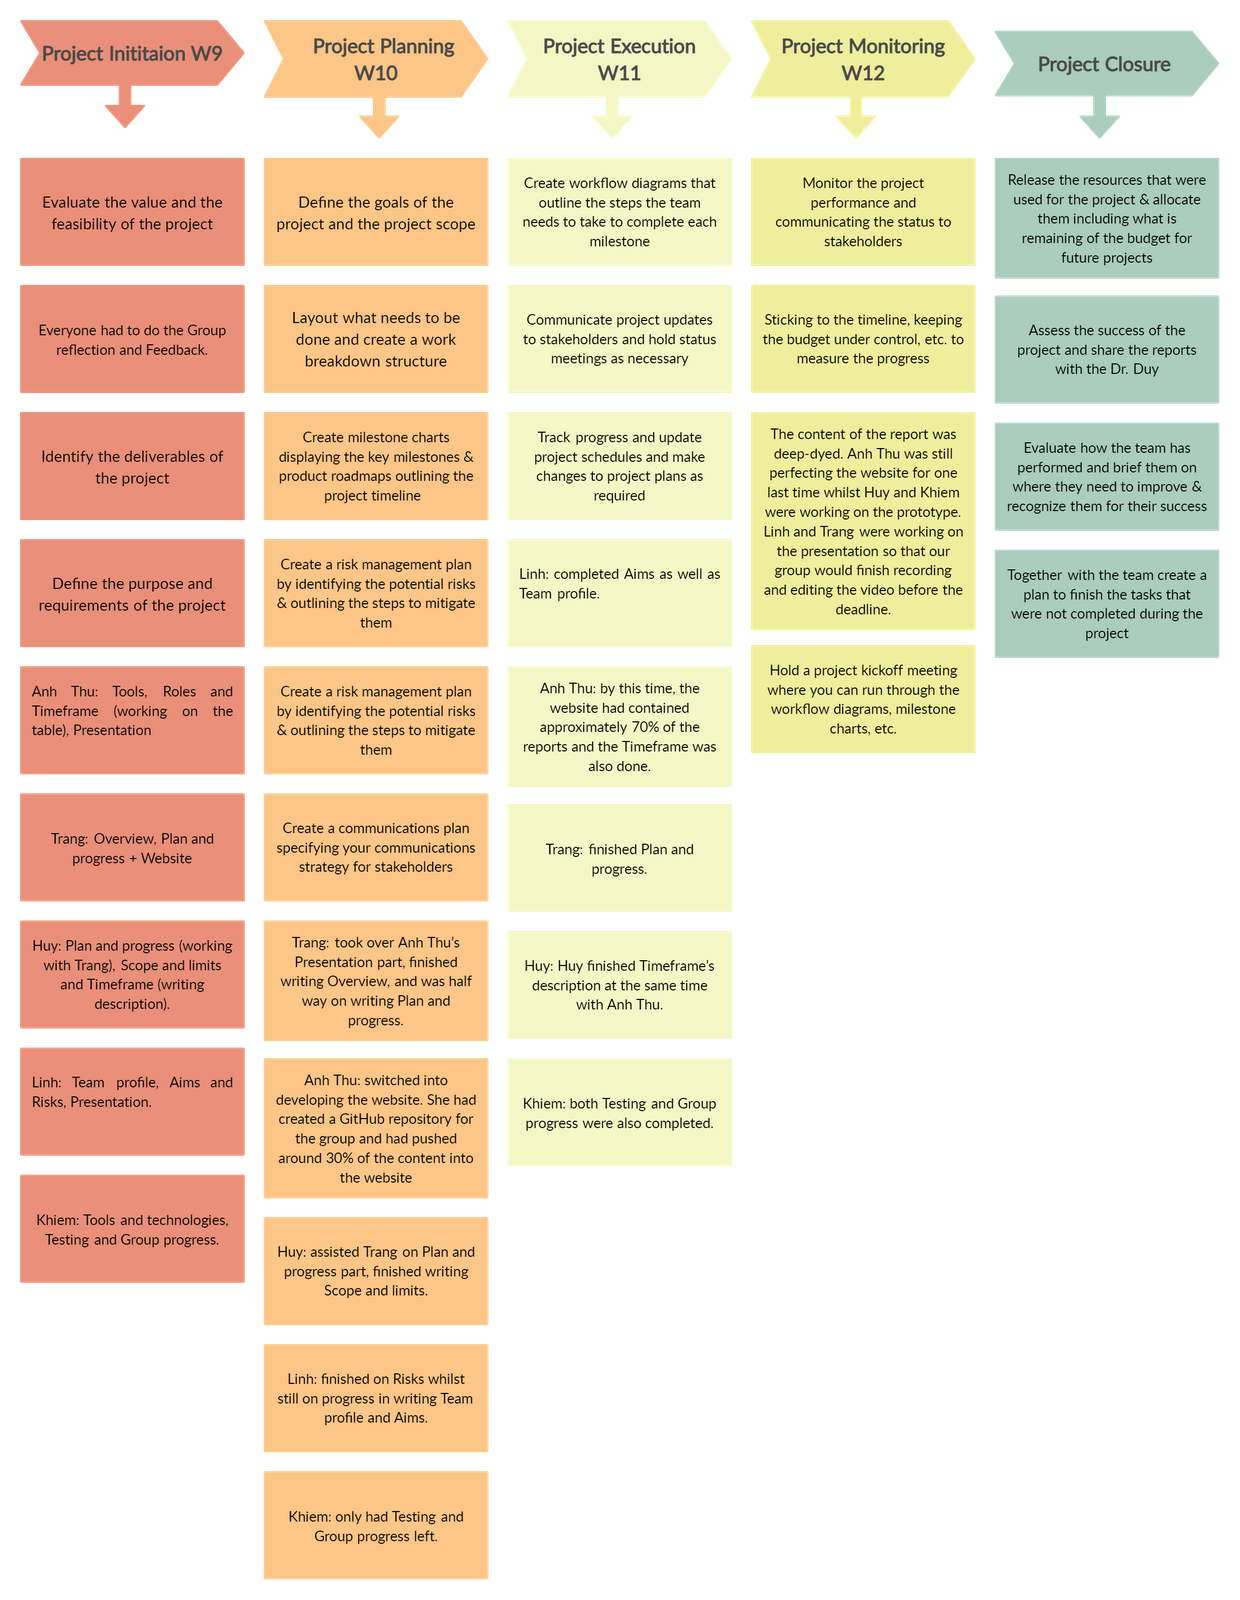 Project Inititaion W9
Evaluate the value and the
feasibility of the project
Everyone had to do the Group
reflection and Feedback.
Identify the deliverables of
the project
Define the purpose and
requirements of the project
Anh Thu: Tools, Roles and
Timeframe (working on the
table), Presentation
Trang: Overview, Plan and
progress + Website
Huy: Plan and progress (working
with Trang), Scope and limits
and Timeframe (writing
description).
Linh: Team profile, Aims and
Risks, Presentation.
Khiem: Tools and technologies,
Testing and Group progress.
Project Planning
W10
Define the goals of the
project and the project scope
Layout what needs to be
done and create a work
breakdown structure
Create milestone charts
displaying the key milestones &
product roadmaps outlining the
project timeline
Create a risk management plan
by identifying the potential risks
& outlining the steps to mitigate
them
Create a risk management plan
by identifying the potential risks
& outlining the steps to mitigate
them
Create a communications plan
specifying your communications
strategy for stakeholders
Trang: took over Anh Thu's
Presentation part, finished
writing Overview, and was half
way on writing Plan and
progress.
Anh Thu: switched into
developing the website. She had
created a GitHub repository for
the group and had pushed
around 30% of the content into
the website
Huy: assisted Trang on Plan and
progress part, finished writing
Scope and limits.
Linh: finished on Risks whilst
still on progress in writing Team
profile and Aims.
Khiem: only had Testing and
Group progress left.
Project Execution
W11
Create workflow diagrams that
outline the steps the team
needs to take to complete each
milestone
Communicate project updates
to stakeholders and hold status
meetings as necessary
Track progress and update
project schedules and make
changes to project plans as
required
Linh: completed Aims as well as
Team profile.
Anh Thu: by this time, the
website had contained
approximately 70% of the
reports and the Timeframe was
also done.
Trang: finished Plan and
progress.
Huy: Huy finished Timeframe's
description at the same time
with Anh Thu.
Khiem: both Testing and Group
progress were also completed.
Project Monitoring
W12
Monitor the project
performance and
communicating the status to
stakeholders
Sticking to the timeline, keeping
the budget under control, etc. to
measure the progress
The content of the report was
deep-dyed. Anh Thu was still
perfecting the website for one
last time whilst Huy and Khiem
were working on the prototype.
Linh and Trang were working on
the presentation so that our
group would finish recording
and editing the video before the
deadline.
Hold a project kickoff meeting
where you can run through the
workflow diagrams, milestone
charts, etc.
Project Closure
Release the resources that were
used for the project & allocate
them including what is
remaining of the budget for
future projects
Assess the success of the
project and share the reports
with the Dr. Duy
Evaluate how the team has
performed and brief them on
where they need to improve &
recognize them for their success
Together with the team create a
plan to finish the tasks that
were not completed during the
project